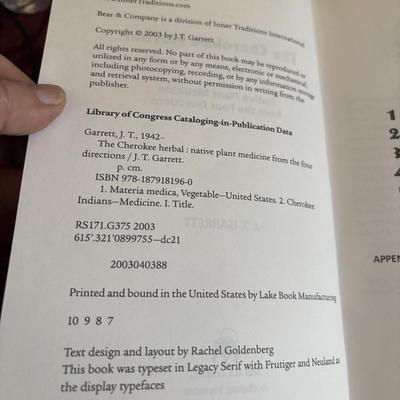 InnerTraditions.com
Bear & Company is a division of Inner Traditions International
Copyright © 2003 by J.T. Garrett
All rights reserved. No part of this book may be reproduced or
utilized in any form or by any means, electronic or mechanical
including photocopying, recording, or by any information storage
and retrieval system, without permission in writing from the
publisher.
Library of Congress Cataloging-in-Publication Data
Garrett, J. T., 1942–
The Cherokee herbal : native plant medicine from the four
directions / J. T. Garrett.
p. cm.
ISBN 978-187918196-0
1. Materia medica, Vegetable—United States. 2. Cherokee
Indians—Medicine. I. Title.
RS171.G375 2003
615'.321'0899755—dc21
2003040388
Printed and bound in the United States by Lake Book Manufacturing
10 9 8 7
Text design and layout by Rachel Goldenberg
This book was typeset in Legacy Serif with Frutiger and Neuland as
the display typefaces
1
2
3
APPEN